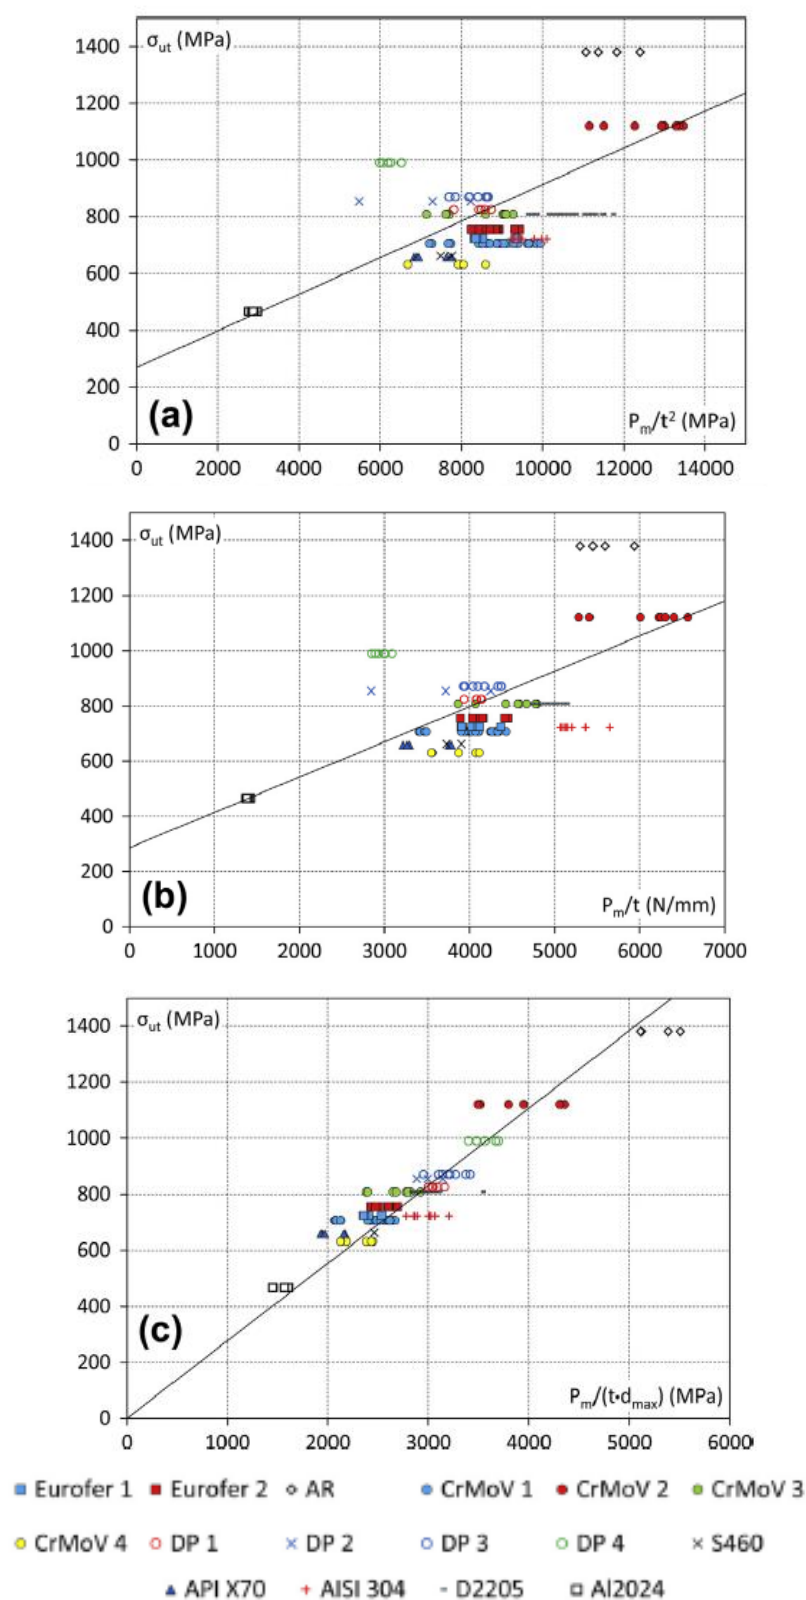 σut (MPa)
1400
1200
1000
800
600
400
200
0
(a)
Pm/t² (MPa)
0 2000 4000 6000 8000 10000 12000 14000
σut (MPa)
1400
1200
1000
800
600
400
200
0
(b)
Pm/t (N/mm)
0 1000 2000 3000 4000 5000 6000 7000
σut (MPa)
1400
1200
1000
800
600
400
200
0
(c)
Pm/(t·dmax) (MPa)
0 1000 2000 3000 4000 5000 6000
Eurofer 1 Eurofer 2 AR CrMoV 1 CrMoV 2 CrMoV 3
CrMoV 4 DP 1 DP 2 DP 3 DP 4 S460
API X70 AISI 304 D2205 Al2024